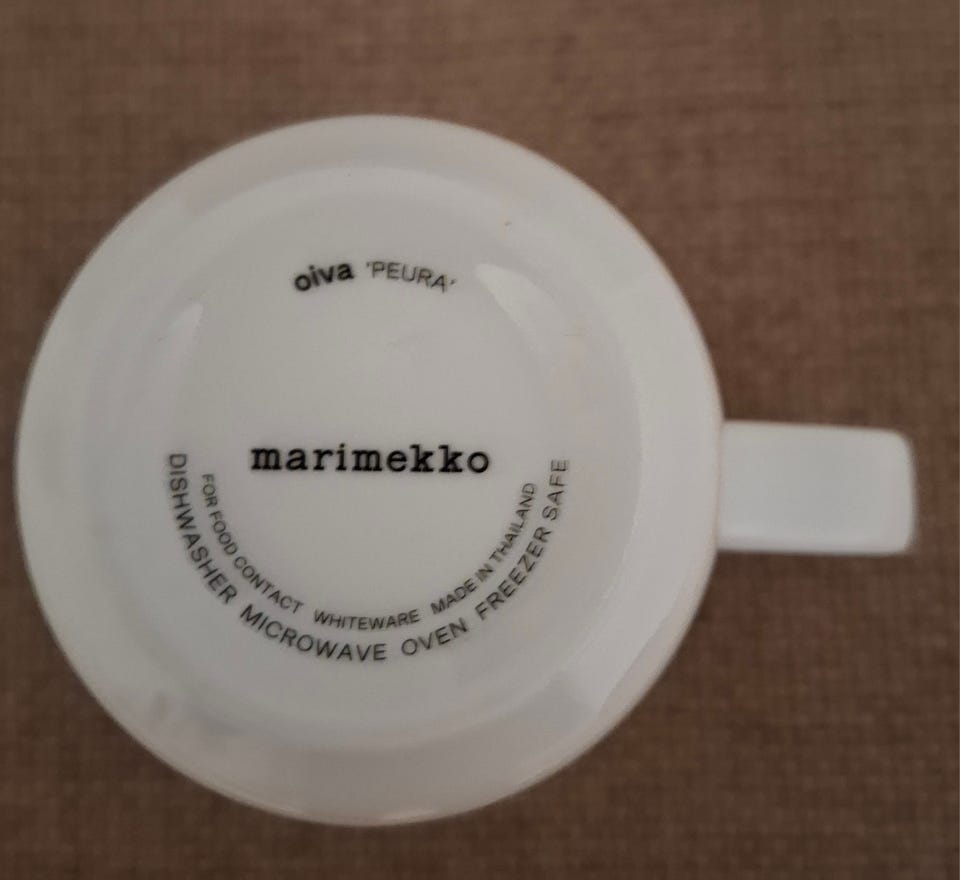 oiva 'PEURA'
marimekko
FOR FOOD CONTACT WHITEWARE MADE IN THAILAND
DISHWASHER MICROWAVE OVEN FREEZER SAFE